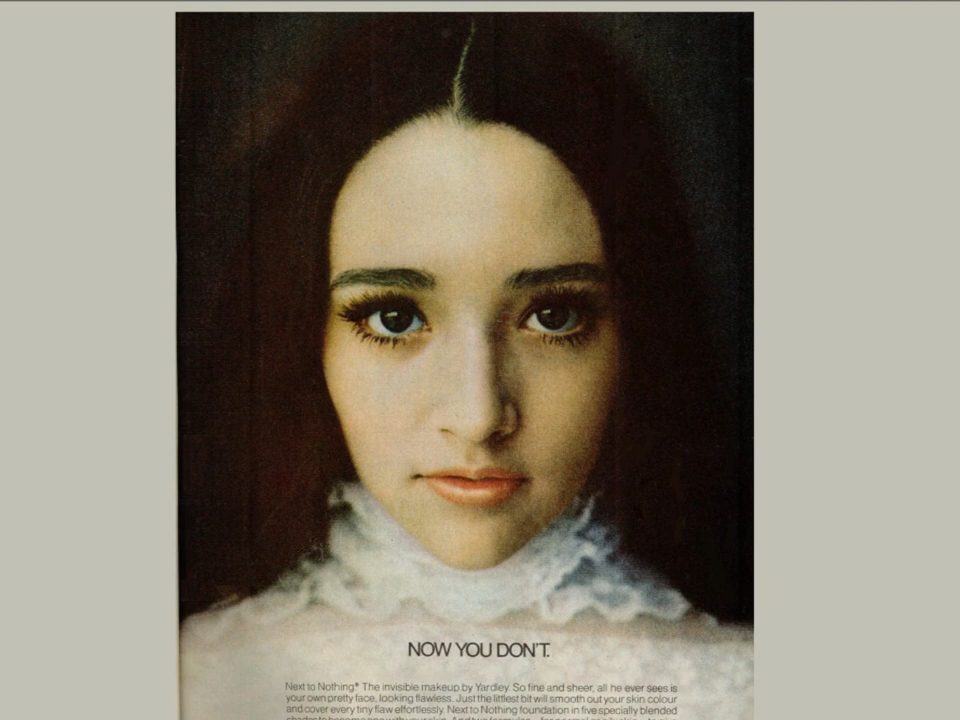 NOW YOU DON'T.
Next to Nothing* The invisible makeup by Yardley. So fine and sheer, all he ever sees is
your own pretty face, looking flawless. Just the littlest bit will smooth out your skin colour
and cover every tiny flaw effortlessly. Next to Nothing foundation in five specially blended